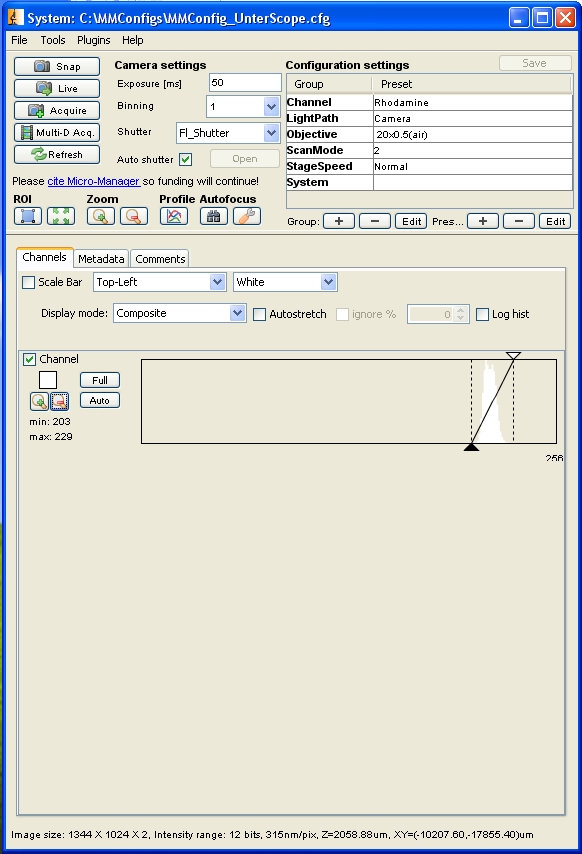 System: C:\MMConfigs\MMConfig_UnterScope.cfg
File Tools Plugins Help
Snap
Live
Acquire
Multi-D Acq.
Refresh
Camera settings
Exposure [ms] 50
Binning 1
Shutter Fl_Shutter
Auto shutter Open
Configuration settings Save
Group Preset
Channel Rhodamine
LightPath Camera
Objective 20x0.5(air)
ScanMode 2
StageSpeed Normal
System
Please cite Micro-Manager so funding will continue!
ROI Zoom Profile Autofocus
Group: + - Edit Pres... + - Edit
Channels Metadata Comments
Scale Bar Top-Left White
Display mode: Composite Autostretch ignore % 0 Log hist
Channel
Full
Auto
min: 203
max: 229
256
Image size: 1344 X 1024 X 2, Intensity range: 12 bits, 315nm/pix, Z=2058.88um, XY=(-10207.60,-17855.40)um